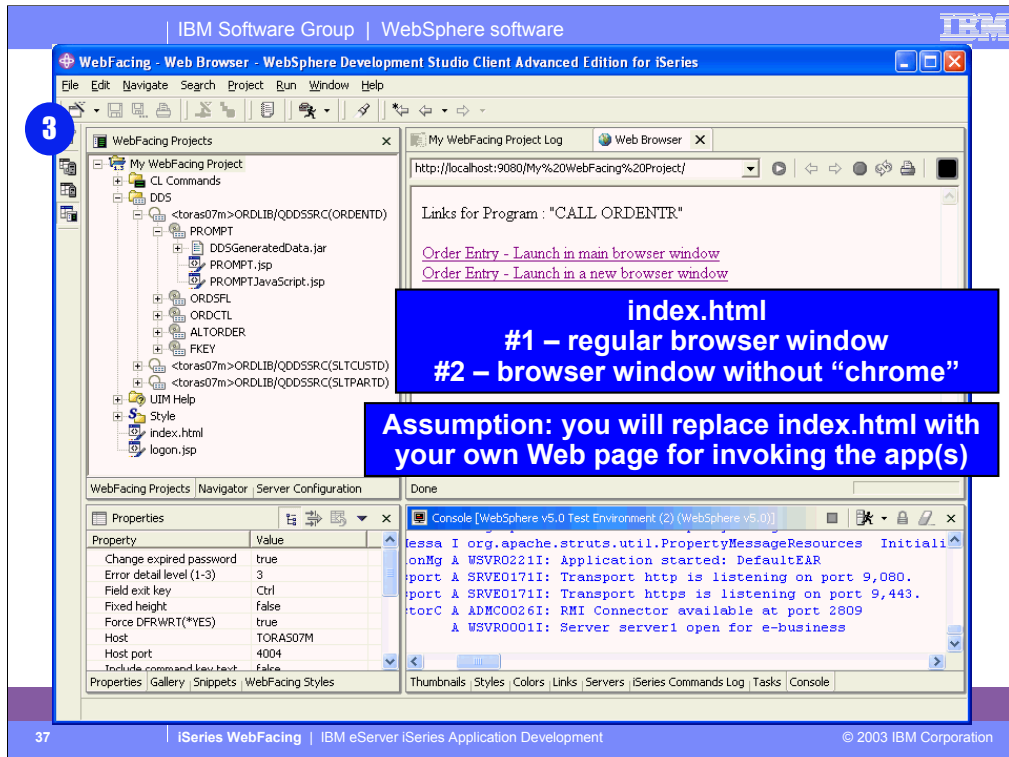 IBM Software Group | WebSphere software
IBM
WebFacing - Web Browser - WebSphere Development Studio Client Advanced Edition for iSeries
File Edit Navigate Search Project Run Window Help
3
WebFacing Projects
My WebFacing Project
CL Commands
DDS
<toras07m>ORDLIB/QDDSSRC(ORDENTD)
PROMPT
DDSGeneratedData.jar
PROMPT.jsp
PROMPTJavaScript.jsp
ORDSFL
ORDCTL
ALTORDER
FKEY
<toras07m>ORDLIB/QDDSSRC(SLTCUSTD)
<toras07m>ORDLIB/QDDSSRC(SLTPARTD)
UIM Help
Style
index.html
logon.jsp
WebFacing Projects Navigator Server Configuration
My WebFacing Project Log Web Browser
http://localhost:9080/My%20WebFacing%20Project/
Links for Program : "CALL ORDENTR"
Order Entry - Launch in main browser window
Order Entry - Launch in a new browser window
index.html
#1 – regular browser window
#2 – browser window without “chrome”
Assumption: you will replace index.html with
your own Web page for invoking the app(s)
Done
Properties
Property Value
Change expired password true
Error detail level (1-3) 3
Field exit key Ctrl
Fixed height false
Force DFRWRT(*YES) true
Host TORAS07M
Host port 4004
Include command key text false
Properties Gallery Snippets WebFacing Styles
Console [WebSphere v5.0 Test Environment (2) (WebSphere v5.0)]
lessa I org.apache.struts.util.PropertyMessageResources Initiali
onMg A WSVR0221I: Application started: DefaultEAR
port A SRVE0171I: Transport http is listening on port 9,080.
port A SRVE0171I: Transport https is listening on port 9,443.
torC A ADMC0026I: RMI Connector available at port 2809
A WSVR0001I: Server server1 open for e-business
Thumbnails Styles Colors Links Servers iSeries Commands Log Tasks Console
37 iSeries WebFacing | IBM eServer iSeries Application Development © 2003 IBM Corporation